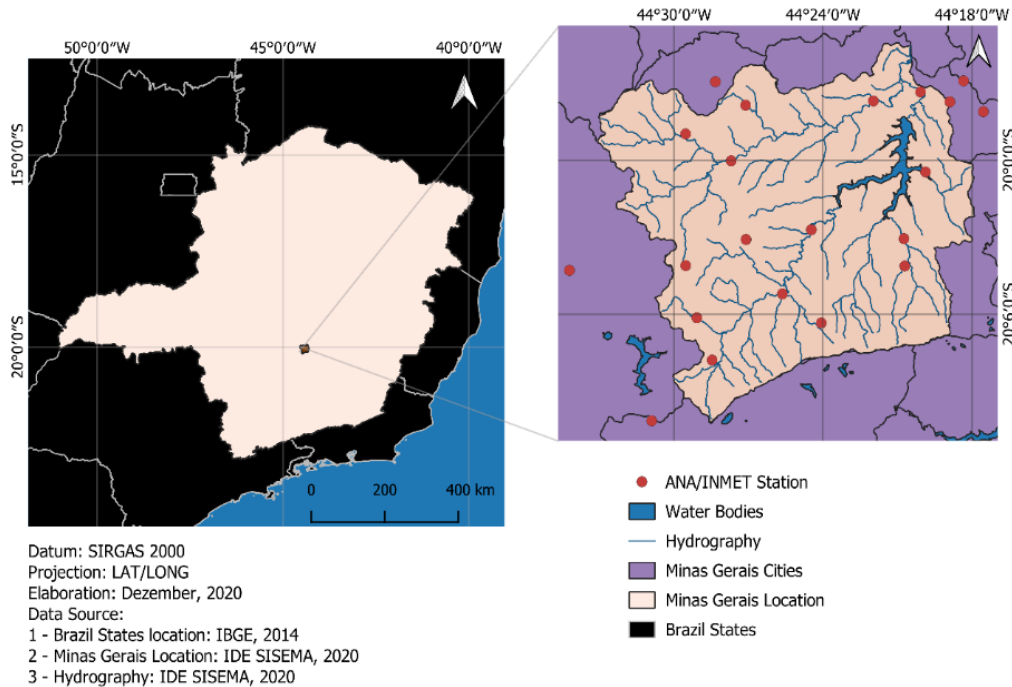 50°0'0"W 45°0'0"W 40°0'0"W
15°0'0"S
20°0'0"S
0 200 400 km
44°30'0"W 44°24'0"W 44°18'0"W
20°0'0"S
20°6'0"S
ANA/INMET Station
Water Bodies
Hydrography
Minas Gerais Cities
Minas Gerais Location
Brazil States
Datum: SIRGAS 2000
Projection: LAT/LONG
Elaboration: Dezember, 2020
Data Source:
1 - Brazil States location: IBGE, 2014
2 - Minas Gerais Location: IDE SISEMA, 2020
3 - Hydrography: IDE SISEMA, 2020